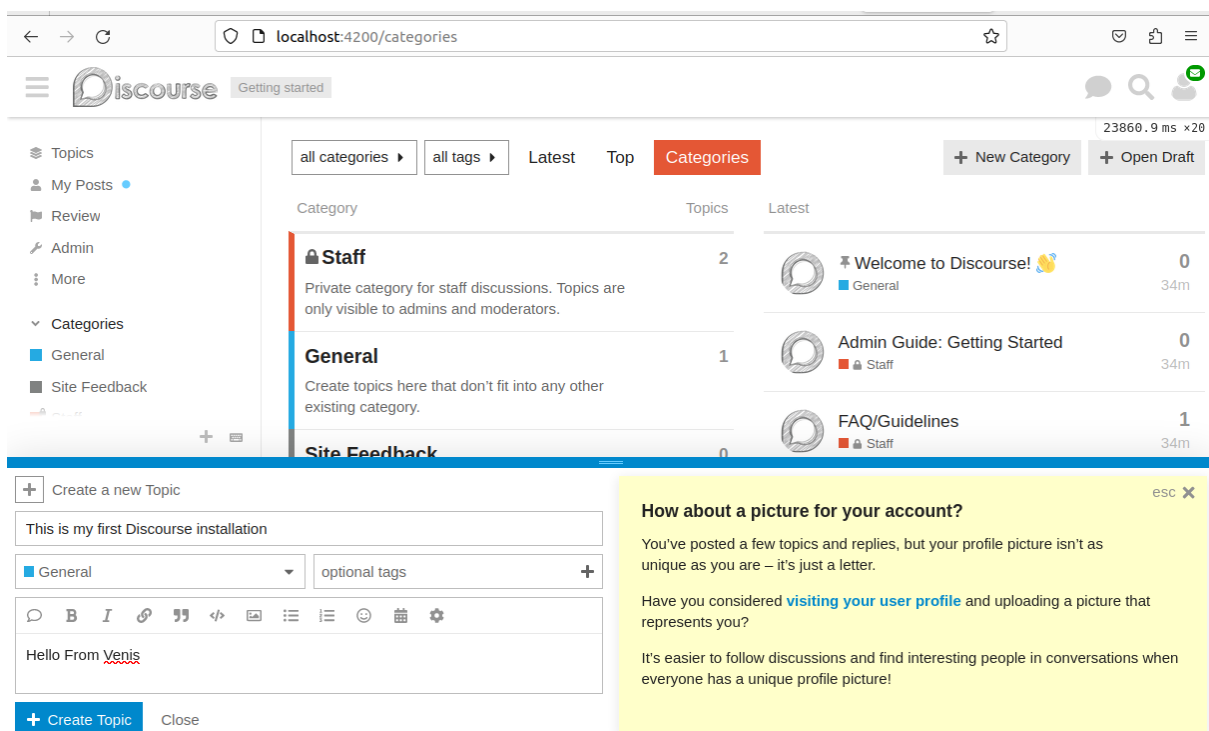 localhost:4200/categories
Discourse Getting started
23860.9 ms ×20
Topics
My Posts
Review
Admin
More
Categories
General
Site Feedback
Staff
all categories
all tags
Latest
Top
Categories
+ New Category
+ Open Draft
Category Topics
Staff 2
Private category for staff discussions. Topics are
only visible to admins and moderators.
General 1
Create topics here that don't fit into any other
existing category.
Site Feedback 0
Latest
Welcome to Discourse! 👋 0
General 34m
Admin Guide: Getting Started 0
Staff 34m
FAQ/Guidelines 1
Staff 34m
+ Create a new Topic
This is my first Discourse installation
General
optional tags +
Hello From Venis
+ Create Topic Close
esc ✕
How about a picture for your account?
You've posted a few topics and replies, but your profile picture isn't as
unique as you are – it's just a letter.
Have you considered visiting your user profile and uploading a picture that
represents you?
It's easier to follow discussions and find interesting people in conversations when
everyone has a unique profile picture!